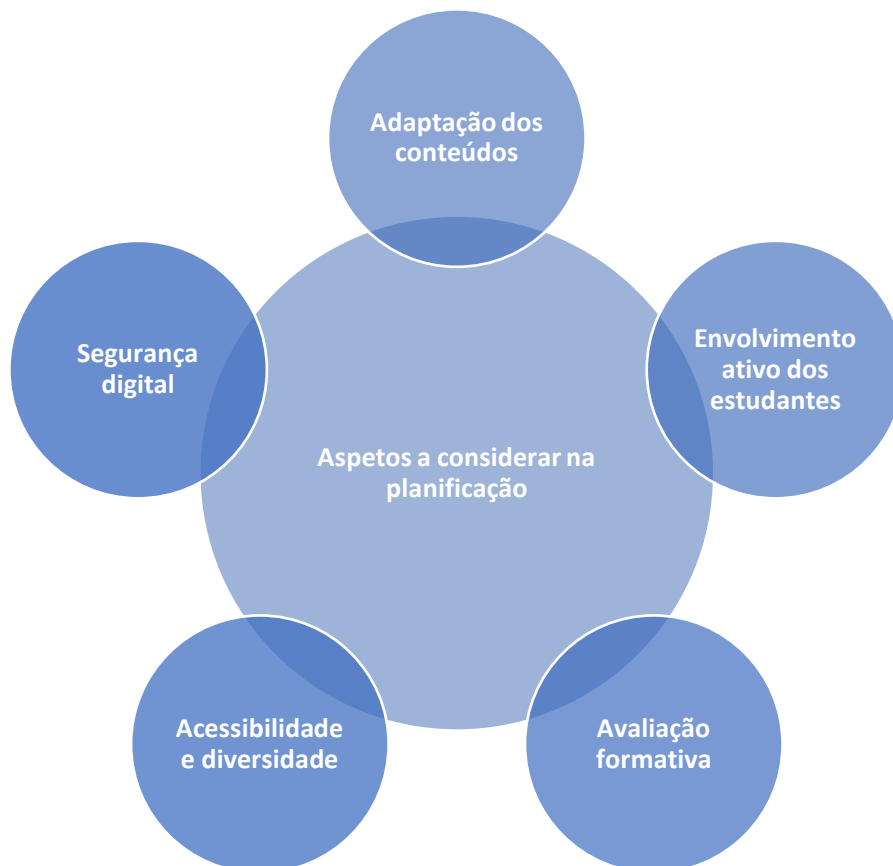 Adaptação dos
conteúdos
Envolvimento
ativo dos
estudantes
Segurança
digital
Aspetos a considerar na
planificação
Acessibilidade
e diversidade
Avaliação
formativa